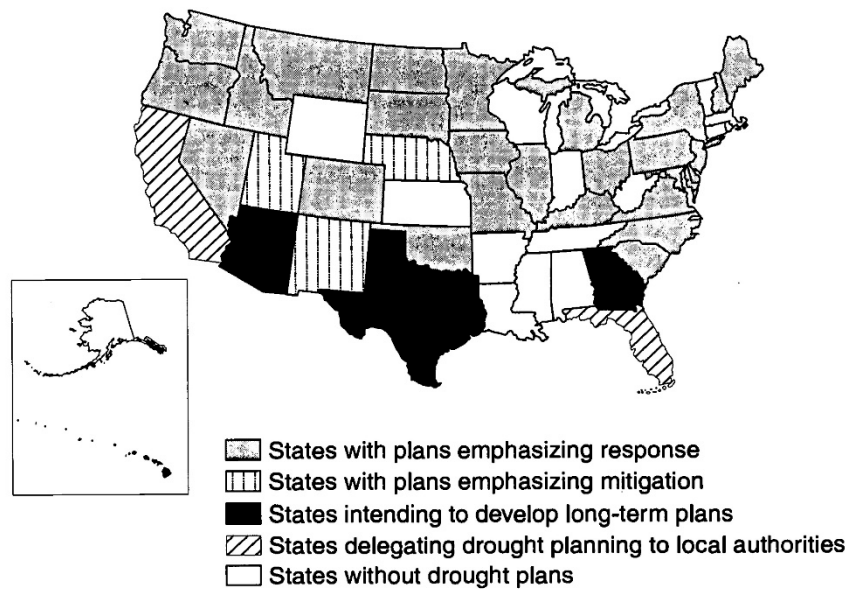 States with plans emphasizing response
States with plans emphasizing mitigation
States intending to develop long-term plans
States delegating drought planning to local authorities
States without drought plans